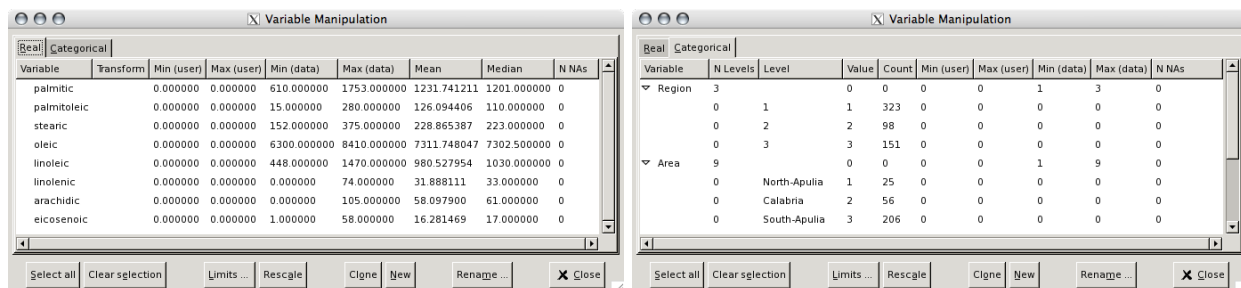 X Variable Manipulation
Real Categorical
Variable Transform Min (user) Max (user) Min (data) Max (data) Mean Median N NAs
palmitic 0.000000 0.000000 610.000000 1753.000000 1231.741211 1201.000000 0
palmitoleic 0.000000 0.000000 15.000000 280.000000 126.094406 110.000000 0
stearic 0.000000 0.000000 152.000000 375.000000 228.865387 223.000000 0
oleic 0.000000 0.000000 6300.000000 8410.000000 7311.748047 7302.500000 0
linoleic 0.000000 0.000000 448.000000 1470.000000 980.527954 1030.000000 0
linolenic 0.000000 0.000000 0.000000 74.000000 31.888111 33.000000 0
arachidic 0.000000 0.000000 0.000000 105.000000 58.097900 61.000000 0
eicosenoic 0.000000 0.000000 1.000000 58.000000 16.281469 17.000000 0
Select all Clear selection Limits ... Rescale Clone New Rename ... Close
X Variable Manipulation
Real Categorical
Variable N Levels Level Value Count Min (user) Max (user) Min (data) Max (data) N NAs
Region 3 0 0 0 0 1 3 0
0 1 1 323 0 0 0 0 0
0 2 2 98 0 0 0 0 0
0 3 3 151 0 0 0 0 0
Area 9 0 0 0 0 1 9 0
0 North-Apulia 1 25 0 0 0 0 0
0 Calabria 2 56 0 0 0 0 0
0 South-Apulia 3 206 0 0 0 0 0
Select all Clear selection Limits ... Rescale Clone New Rename ... Close